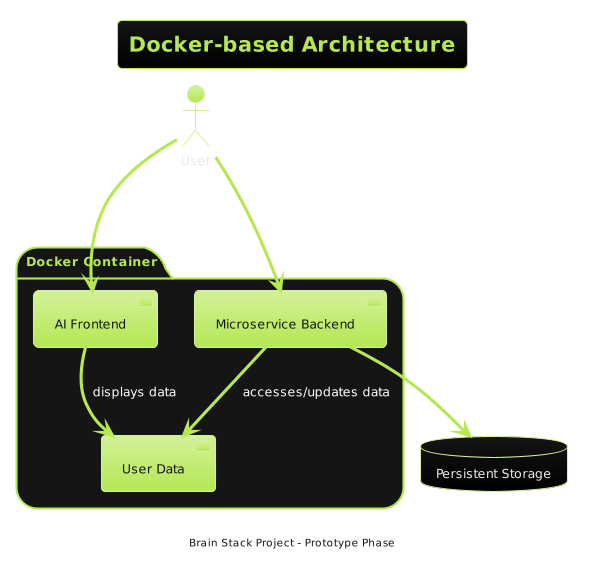 Docker-based Architecture
User
Docker Container
AI Frontend
Microservice Backend
displays data
accesses/updates data
User Data
Persistent Storage
Brain Stack Project - Prototype Phase